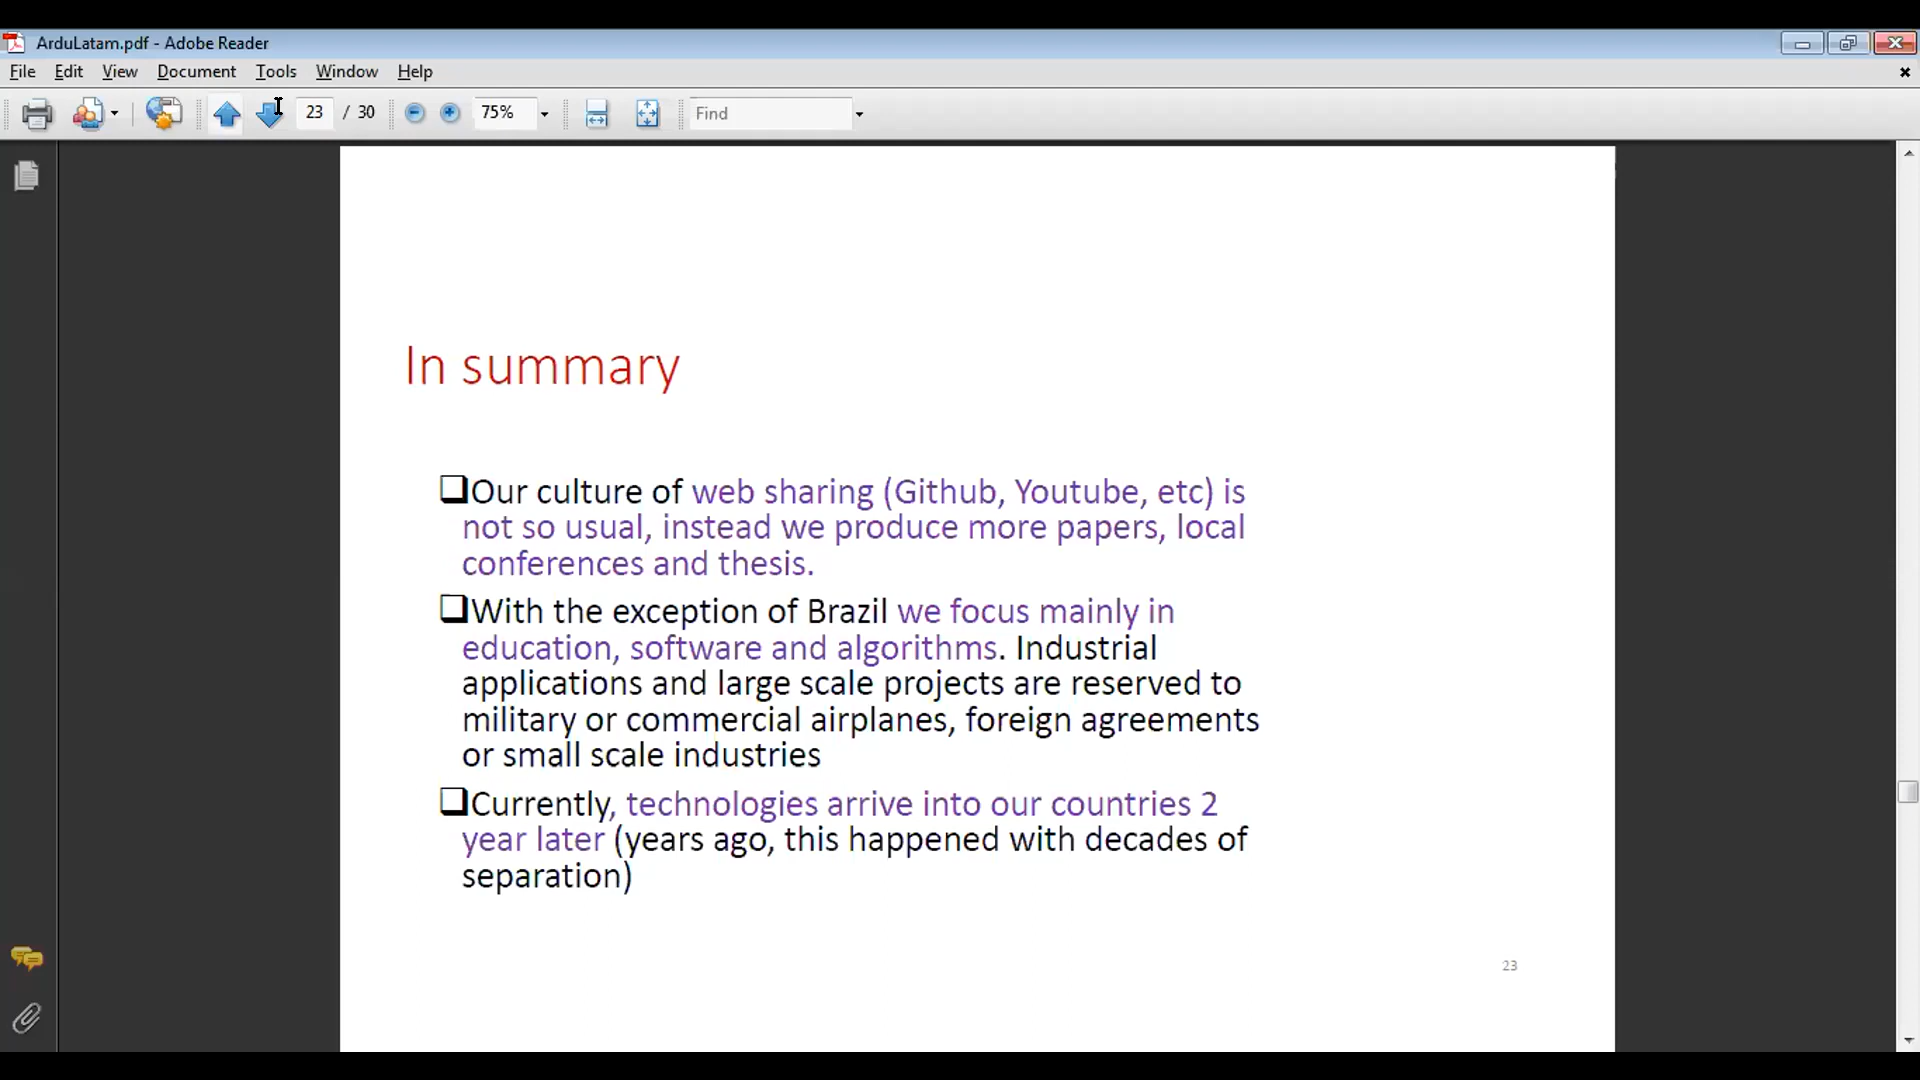 ArduLatam.pdf - Adobe Reader
File Edit View Document Tools Window Help
23 / 30 75% Find
In summary
Our culture of web sharing (Github, Youtube, etc) is
not so usual, instead we produce more papers, local
conferences and thesis.
With the exception of Brazil we focus mainly in
education, software and algorithms. Industrial
applications and large scale projects are reserved to
military or commercial airplanes, foreign agreements
or small scale industries
Currently, technologies arrive into our countries 2
year later (years ago, this happened with decades of
separation)
23